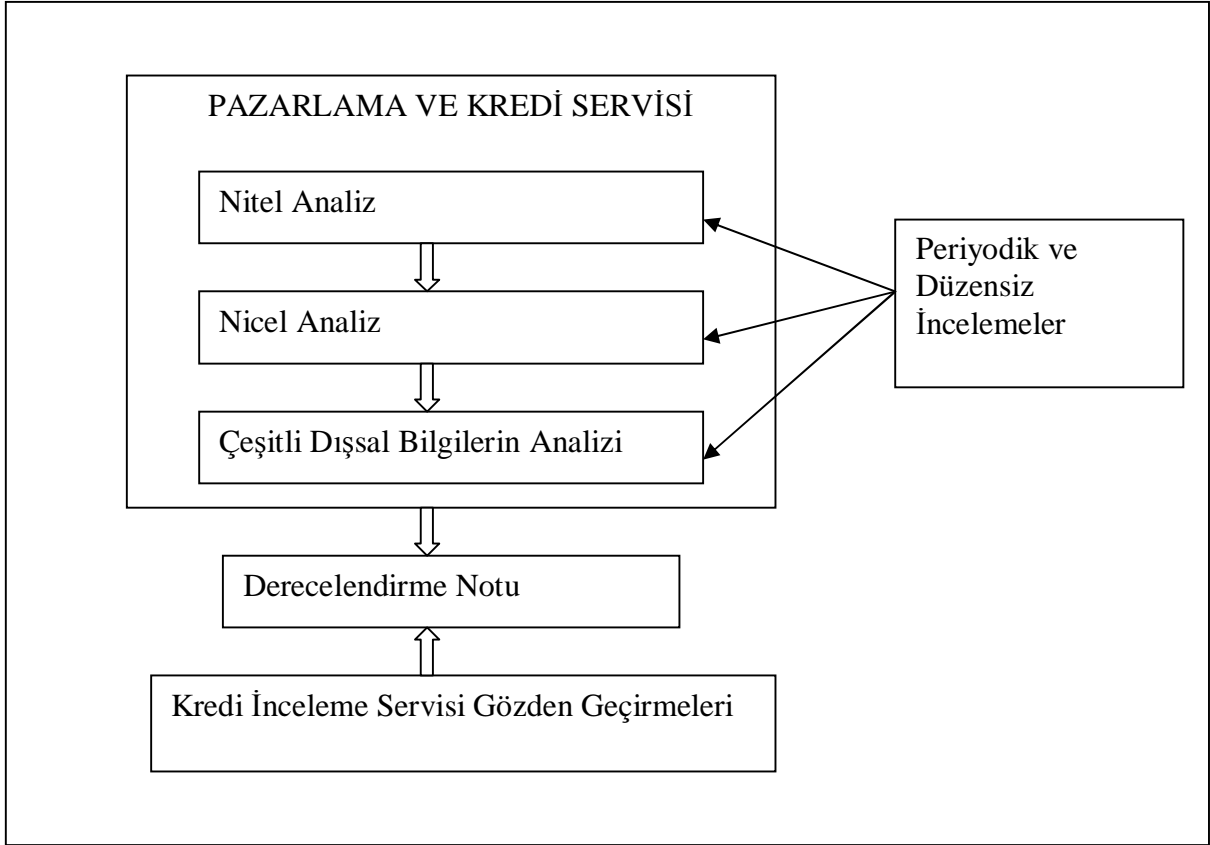 PAZARLAMA VE KREDİ SERVİSİ
Nitel Analiz
Nicel Analiz
Çeşitli Dışsal Bilgilerin Analizi
Periyodik ve
Düzensiz
İncelemeler
Derecelendirme Notu
Kredi İnceleme Servisi Gözden Geçirmeleri